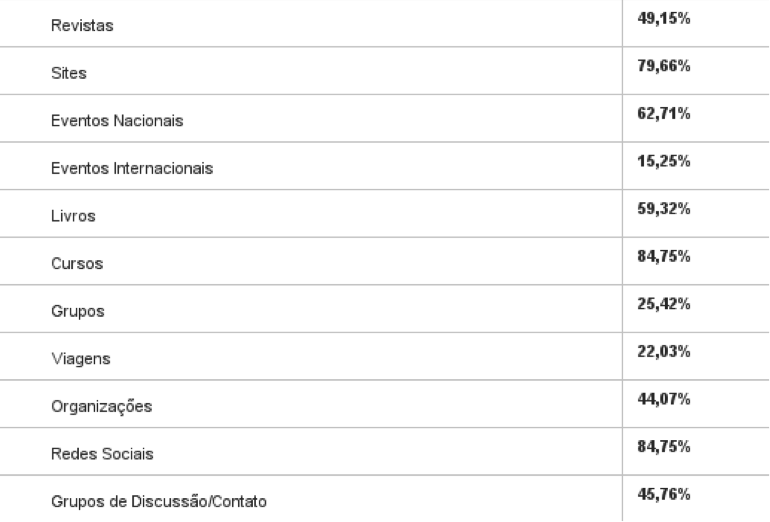 Revistas 49,15%
Sites 79,66%
Eventos Nacionais 62,71%
Eventos Internacionais 15,25%
Livros 59,32%
Cursos 84,75%
Grupos 25,42%
Viagens 22,03%
Organizações 44,07%
Redes Sociais 84,75%
Grupos de Discussão/Contato 45,76%